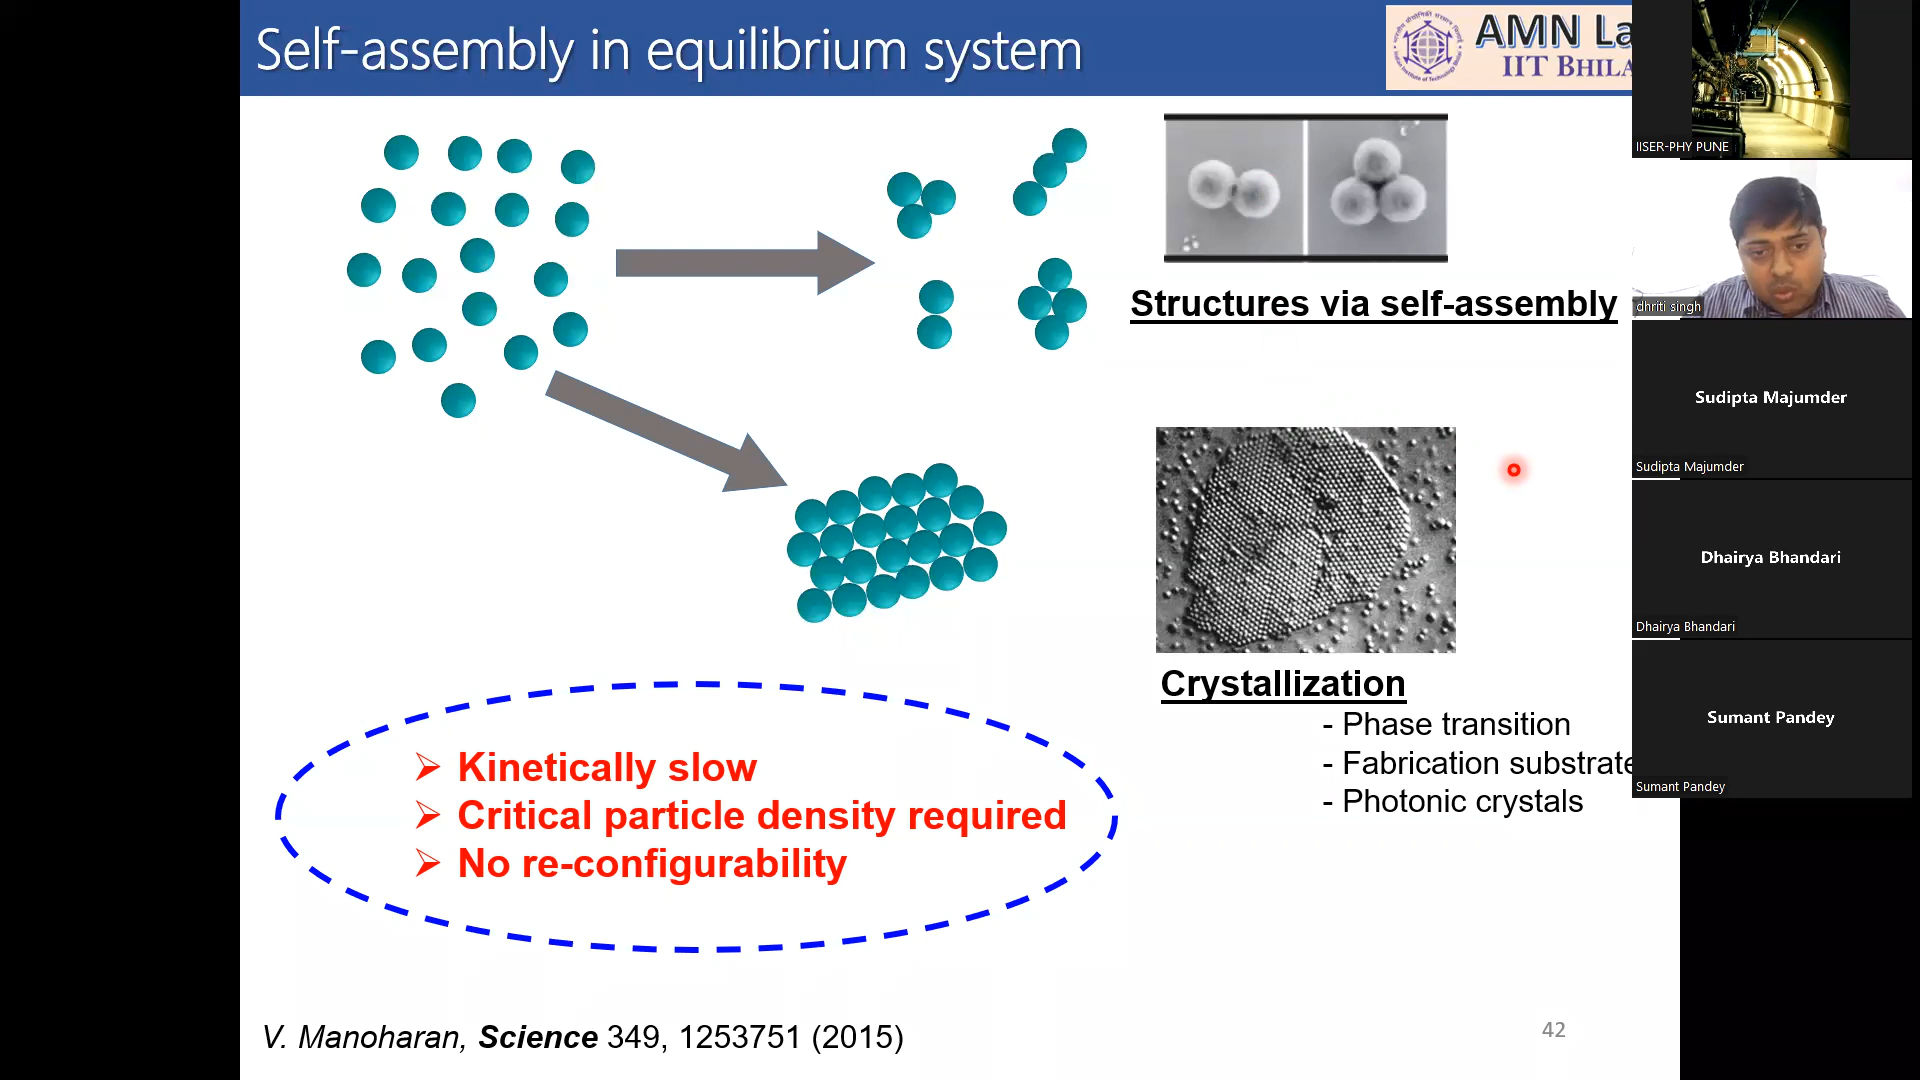 Self-assembly in equilibrium system
AMN La
IIT BHILA
Structures via self-assembly
Crystallization
- Phase transition
- Fabrication substrate
- Photonic crystals
➢ Kinetically slow
➢ Critical particle density required
➢ No re-configurability
V. Manoharan, Science 349, 1253751 (2015)
42
IISER-PHY PUNE
dhriti singh
Sudipta Majumder
Sudipta Majumder
Dhairya Bhandari
Dhairya Bhandari
Sumant Pandey
Sumant Pandey